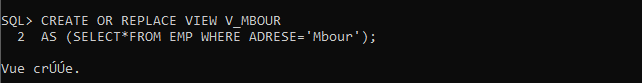 SQL> CREATE OR REPLACE VIEW V_MBOUR
2 AS (SELECT*FROM EMP WHERE ADRESE='Mbour');
Vue crÚÚe.